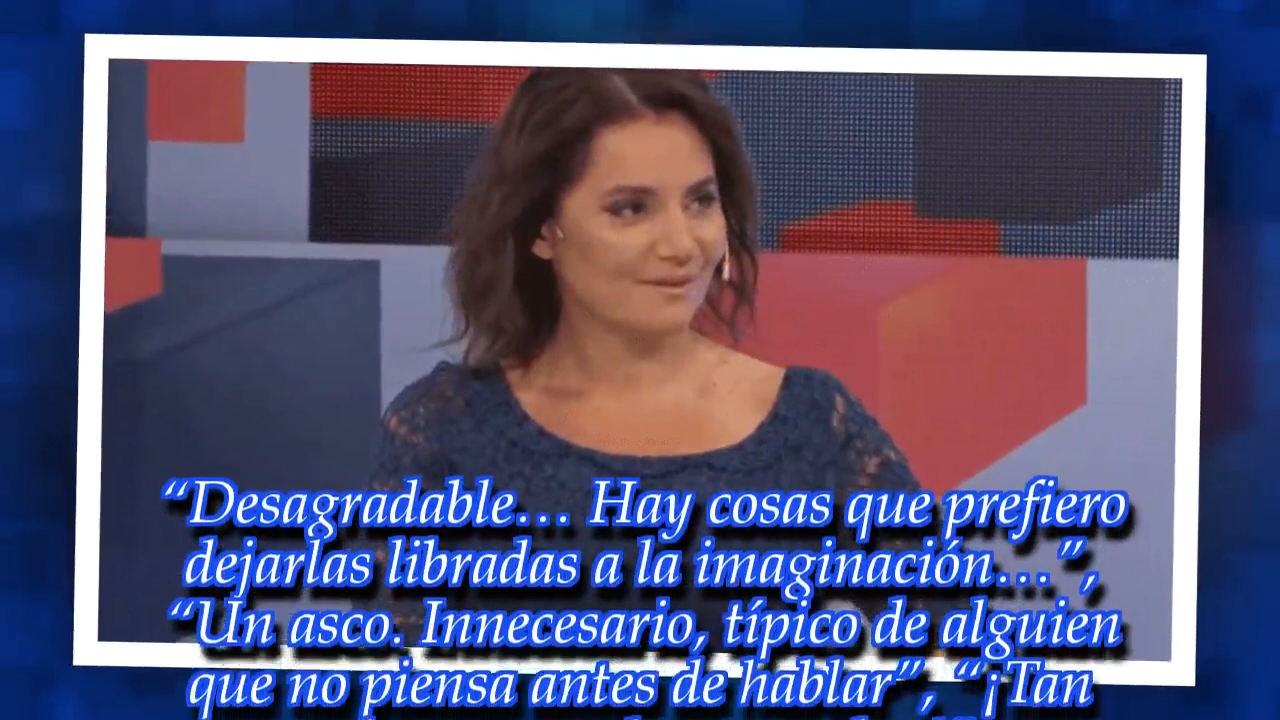 “Desagradable… Hay cosas que prefiero
dejarlas libradas a la imaginación…”,
“Un asco. Innecesario, típico de alguien
que no piensa antes de hablar”, “¡Tan